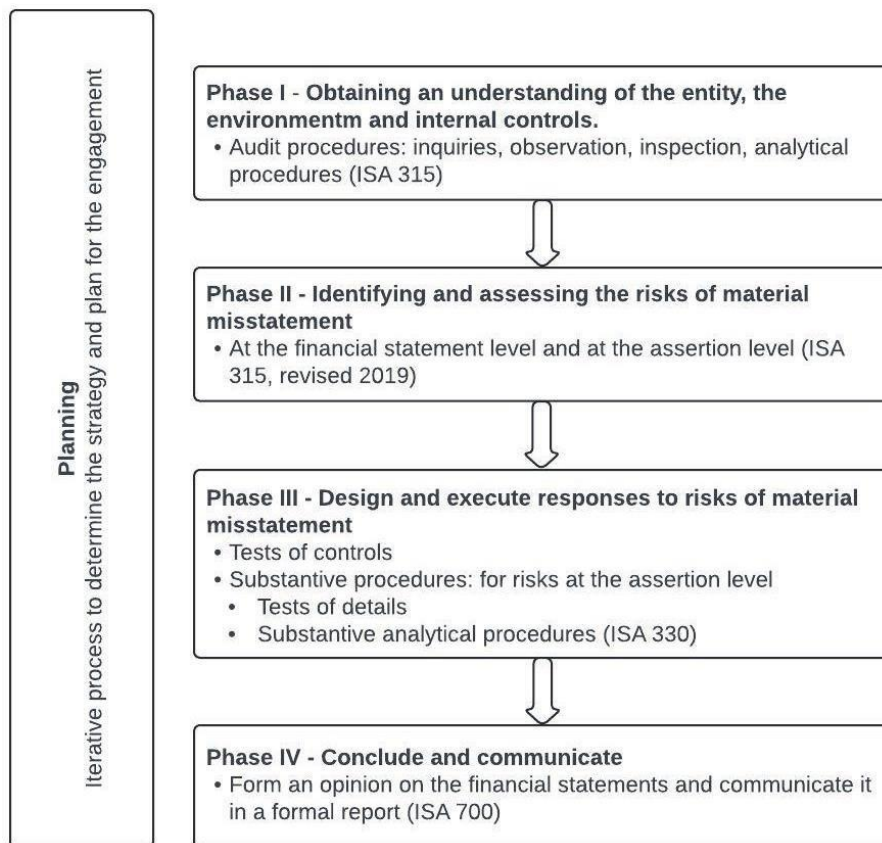 Planning
Iterative process to determine the strategy and plan for the engagement
Phase I - Obtaining an understanding of the entity, the
environmentm and internal controls.
• Audit procedures: inquiries, observation, inspection, analytical
procedures (ISA 315)
Phase II - Identifying and assessing the risks of material
misstatement
• At the financial statement level and at the assertion level (ISA
315, revised 2019)
Phase III - Design and execute responses to risks of material
misstatement
• Tests of controls
• Substantive procedures: for risks at the assertion level
• Tests of details
• Substantive analytical procedures (ISA 330)
Phase IV - Conclude and communicate
• Form an opinion on the financial statements and communicate it
in a formal report (ISA 700)